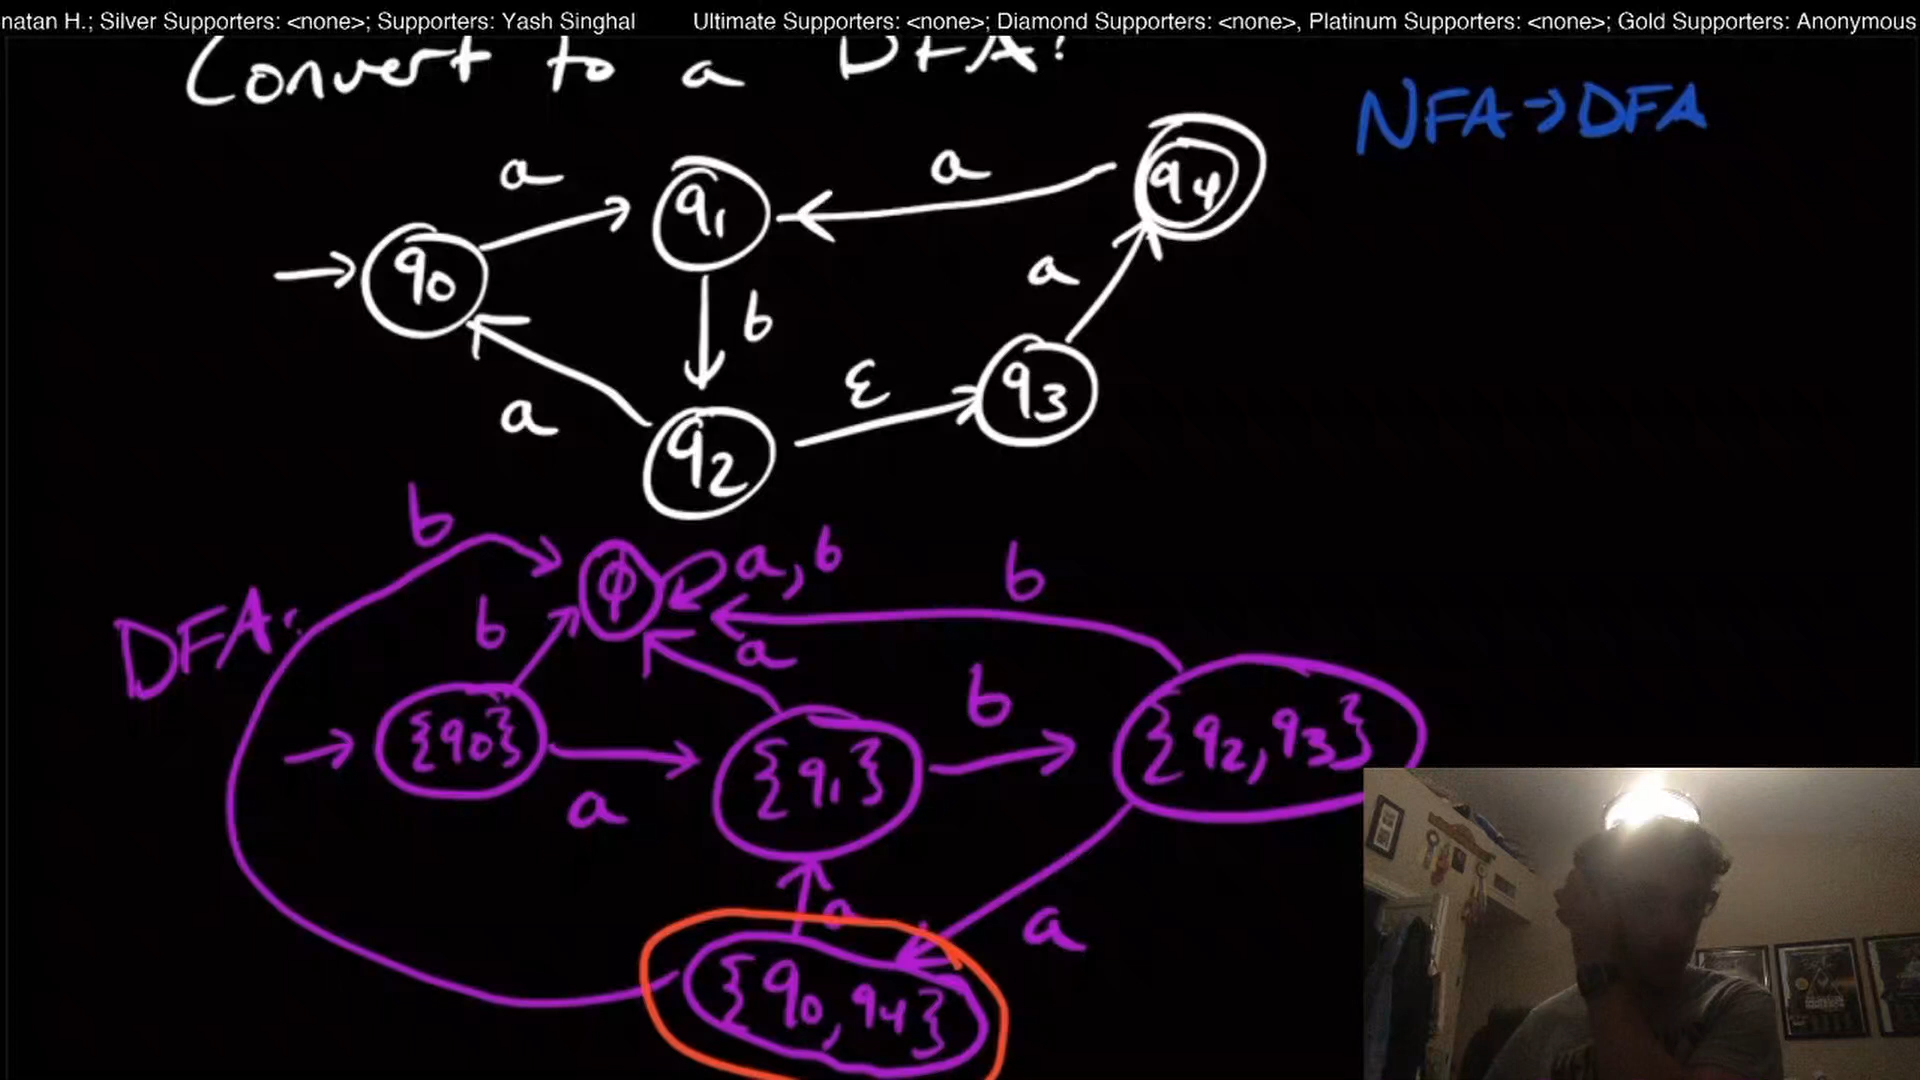 natan H.; Silver Supporters: <none>; Supporters: Yash Singhal Ultimate Supporters: <none>; Diamond Supporters: <none>, Platinum Supporters: <none>; Gold Supporters: Anonymous
Convert to a DFA!
NFA → DFA
a
q1
a
q4
q0
a
b
q3
ε
a
q2
b
ϕ
a,b
b
DFA:
b
a
{q0}
a
{q1}
b
{q2,q3}
a
a
{q0,q4}